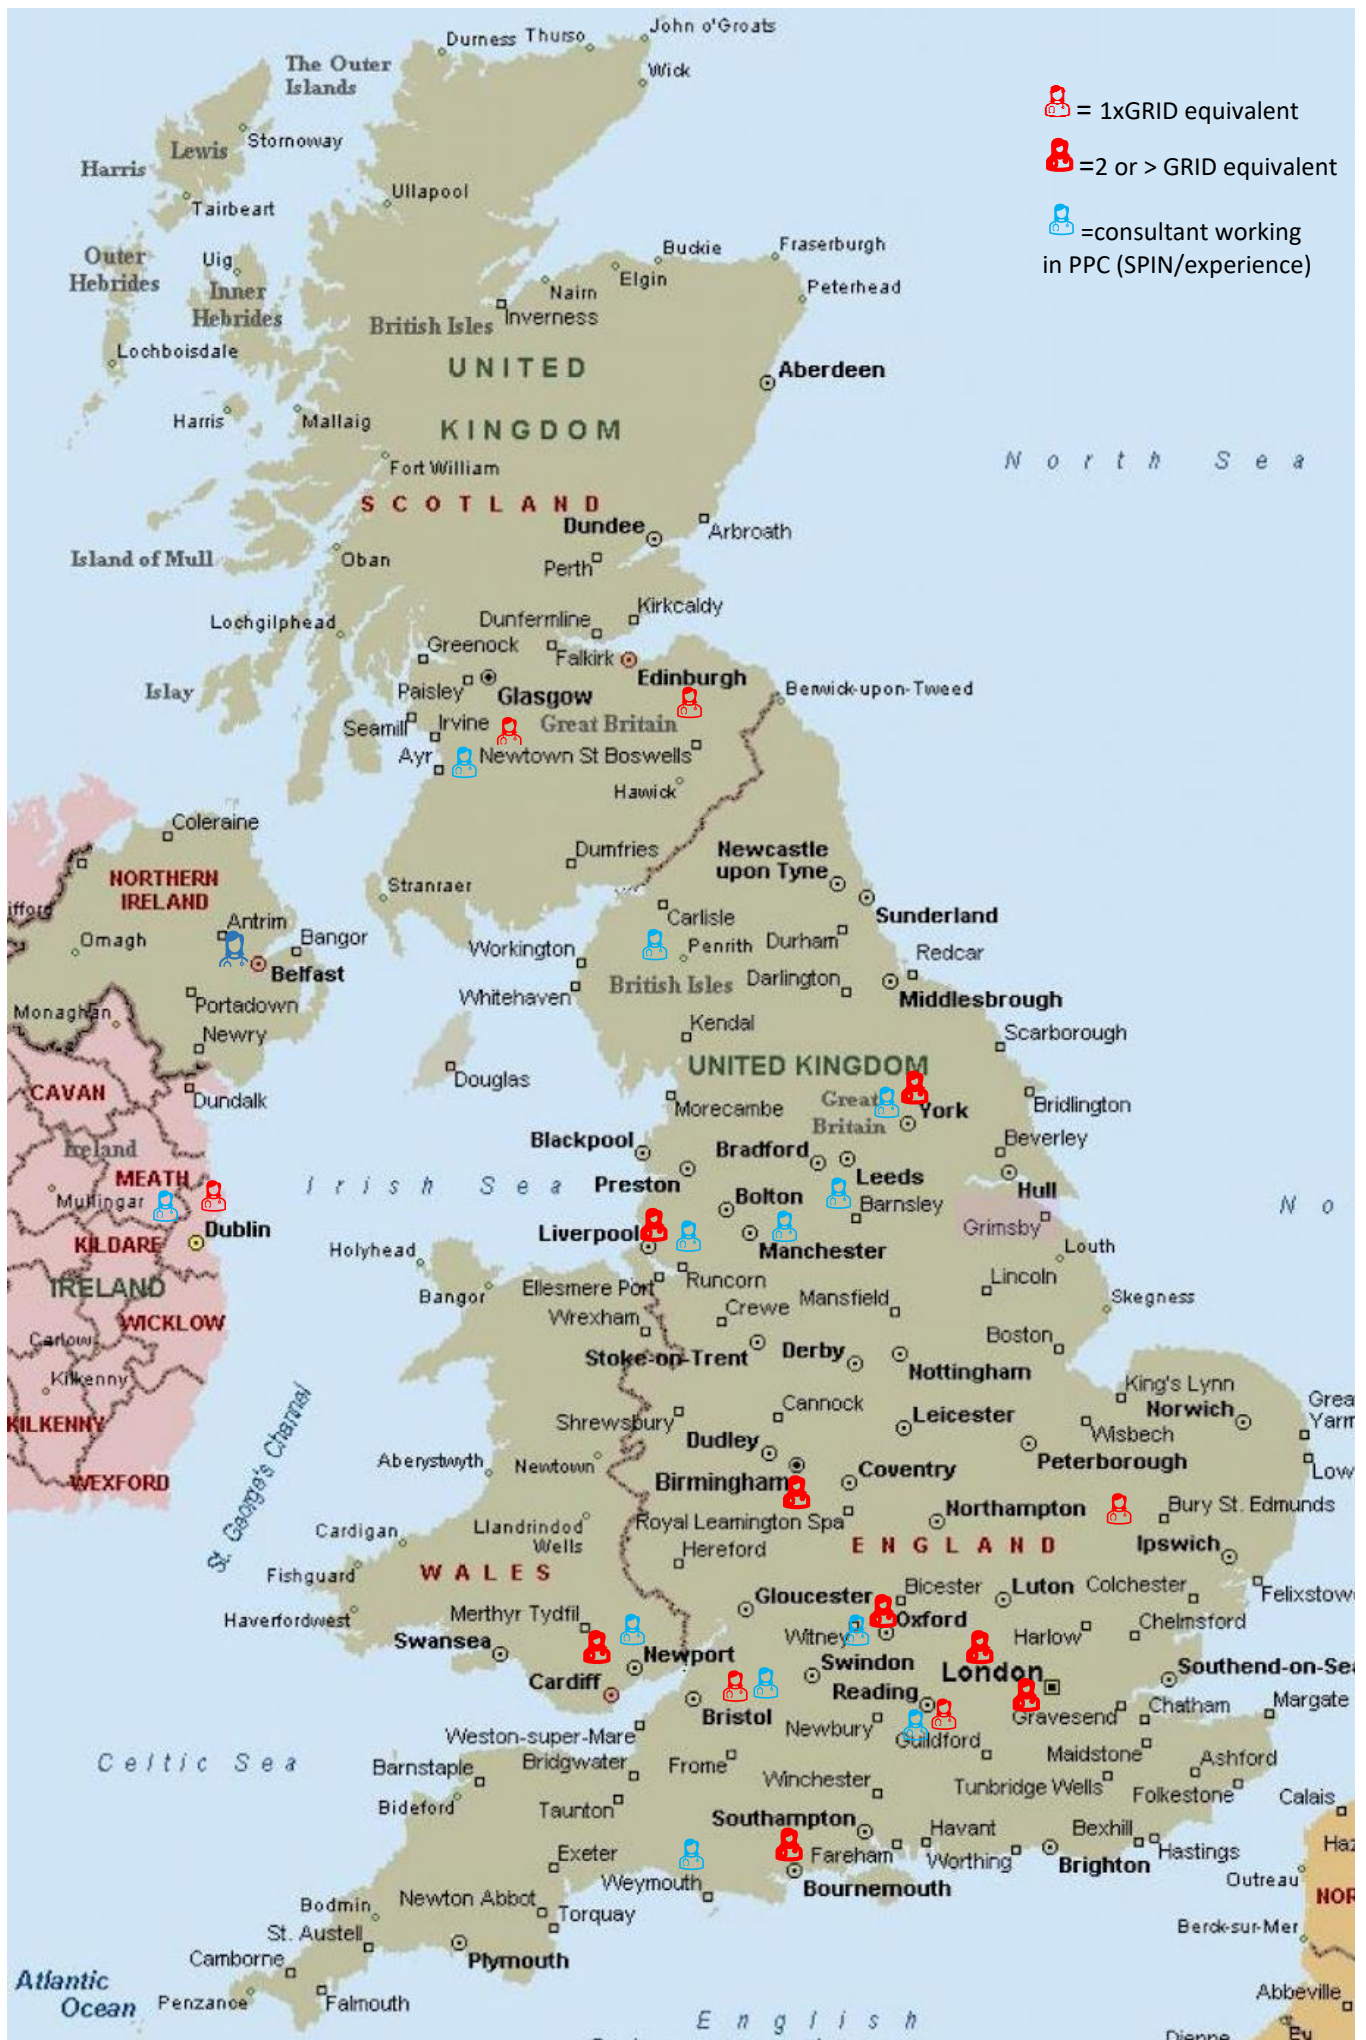 John o'Groats
Durness Thurso
The Outer
Islands
Wick
= 1xGRID equivalent
=2 or > GRID equivalent
=consultant working
in PPC (SPIN/experience)
Stornoway
Lewis
Harris
Ullapool
Tairbeart
Buckie
Fraserburgh
Outer
Hebrides
Uig
Inner
Hebrides
Elgin
Nairn
Peterhead
British Isles
Inverness
Lochboisdale
UNITED
KINGDOM
Aberdeen
Harris
Mallaig
Fort William
North Sea
SCOTLAND
Dundee
Arbroath
Island of Mull
Oban
Perth
Lochgilphead
Dunfermline
Kirkcaldy
Greenock
Falkirk
Edinburgh
Islay
Paisley
Glasgow
Berwick-upon-Tweed
Seamill
Irvine
Great Britain
Ayr
Newtown St Boswells
Hawick
Coleraine
Dumfries
Newcastle
upon Tyne
NORTHERN
IRELAND
Stranraer
ifford
Antrim
Carlisle
Sunderland
Omagh
Bangor
Workington
Penrith
Durham
Redcar
Belfast
British Isles
Darlington
Portadown
Whitehaven
Middlesbrough
Monaghan
Newry
Kendal
Scarborough
UNITED KINGDOM
CAVAN
Dundalk
Douglas
Morecambe
Great
Britain
York
Bridlington
Ireland
Blackpool
Bradford
Beverley
MEATH
Irish Sea
Preston
Leeds
Hull
Mullingar
Bolton
Barnsley
No
Dublin
Liverpool
Manchester
Grimsby
KILDARE
Holyhead
Louth
IRELAND
Bangor
Ellesmere Port
Runcorn
Lincoln
Wrexham
Crewe
Mansfield
Skegness
WICKLOW
Carlow
Stoke-on-Trent
Derby
Boston
Nottingham
Kilkenny
King's Lynn
St. George's Channel
Cannock
Leicester
Norwich
Grea
Yarm
KILKENNY
Shrewsbury
Wisbech
Dudley
Aberystwyth
Newtown
Peterborough
Low
WEXFORD
Birmingham
Coventry
Northampton
Bury St. Edmunds
Cardigan
Llandrindod
Wells
Royal Leamington Spa
Hereford
ENGLAND
Ipswich
Fishguard
WALES
Gloucester
Bicester
Luton
Colchester
Felixstow
Haverfordwest
Merthyr Tydfil
Witney
Oxford
Harlow
Chelmsford
Swansea
Newport
Swindon
London
Southend-on-Sea
Cardiff
Reading
Bristol
Newbury
Gravesend
Chatham
Margate
Weston-super-Mare
Guildford
Celtic Sea
Barnstaple
Bridgwater
Frome
Maidstone
Ashford
Winchester
Tunbridge Wells
Folkestone
Calais
Bideford
Taunton
Southampton
Havant
Bexhill
Haz
Exeter
Fareham
Worthing
Hastings
Weymouth
Brighton
Outreau
Bodmin
Newton Abbot
Bournemouth
NOR
St. Austell
Torquay
Berck-sur-Mer
Camborne
Plymouth
Atlantic
Ocean
Penzance
Falmouth
Abbeville
English
Dieppe
Eu